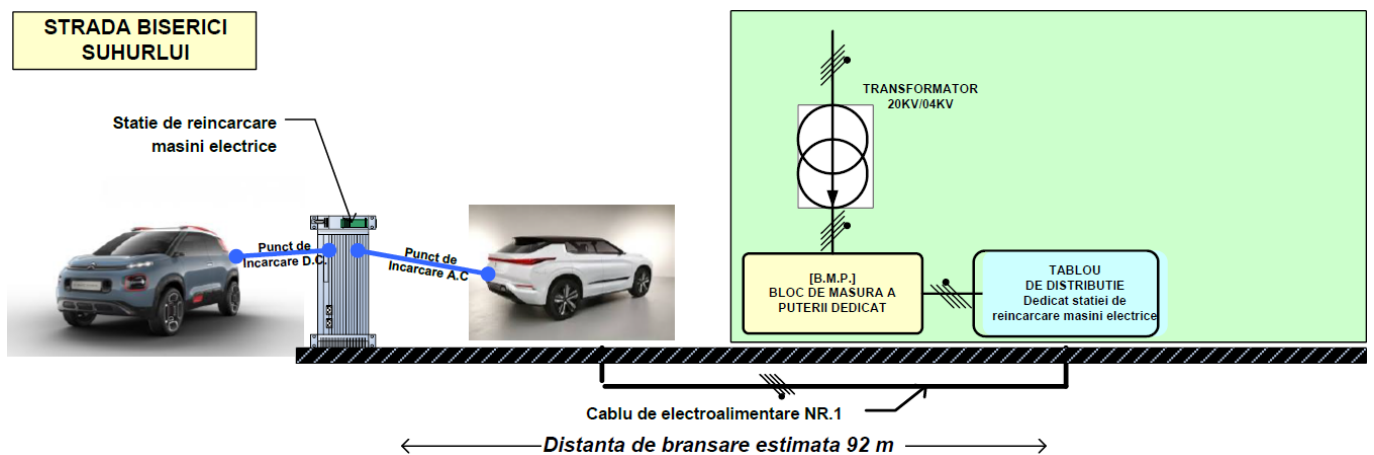 STRADA BISERICI
SUHURLUI
Statie de reincarcare
masini electrice
Punct de
Incarcare D.C.
Punct de
Incarcare A.C
TRANSFORMATOR
20KV/04KV
[B.M.P.]
BLOC DE MASURA A
PUTERII DEDICAT
TABLOU
DE DISTRIBUTIE
Dedicat statiei de
reincarcare masini electrice
Cablu de electroalimentare NR.1
Distanta de bransare estimata 92 m